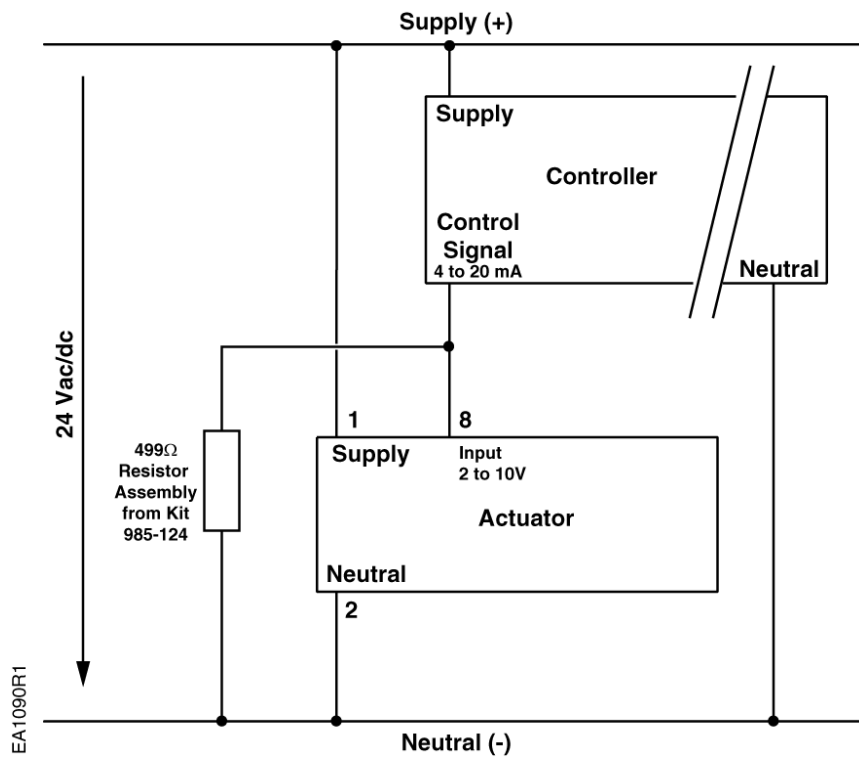 Supply (+)
Supply
Controller
Control
Signal
4 to 20 mA
Neutral
24 Vac/dc
1
8
499Ω
Resistor
Assembly
from Kit
985-124
Supply
Input
2 to 10V
Actuator
Neutral
2
EA1090R1
Neutral (-)